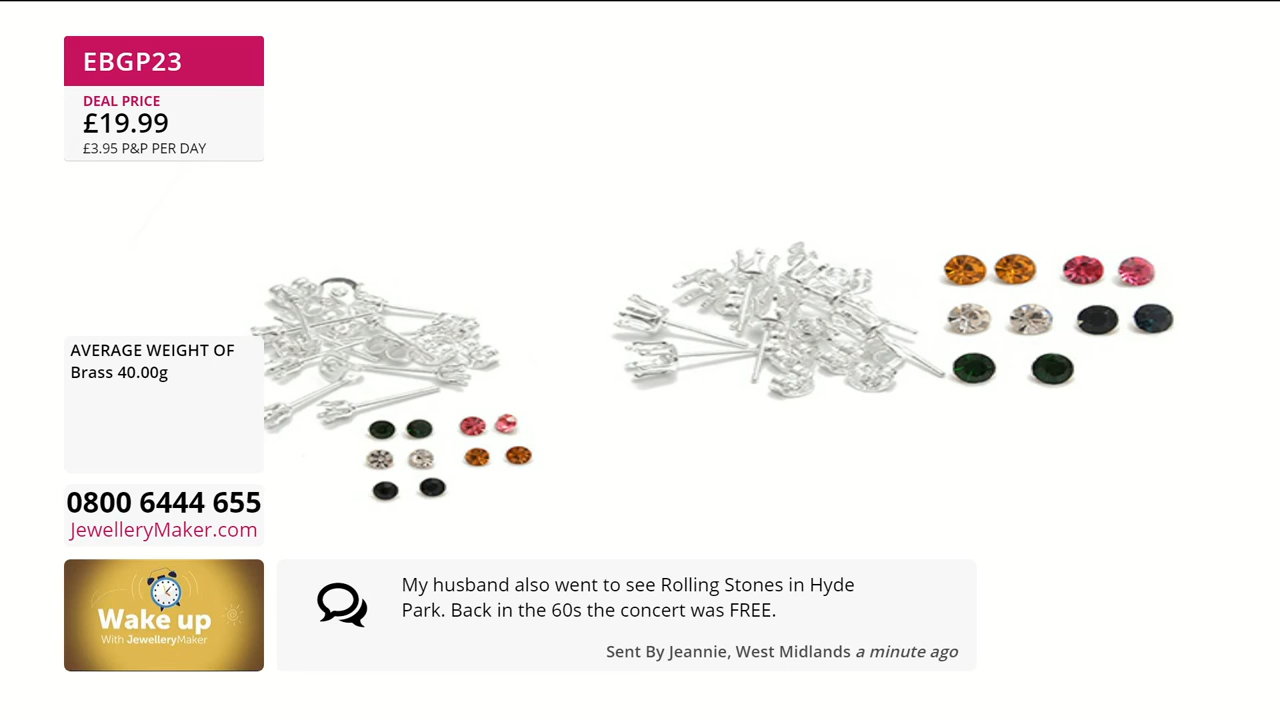 EBGP23
DEAL PRICE
£19.99
£3.95 P&P PER DAY
AVERAGE WEIGHT OF
Brass 40.00g
0800 6444 655
JewelleryMaker.com
Wake up
With JewelleryMaker
My husband also went to see Rolling Stones in Hyde
Park. Back in the 60s the concert was FREE.
Sent By Jeannie, West Midlands a minute ago